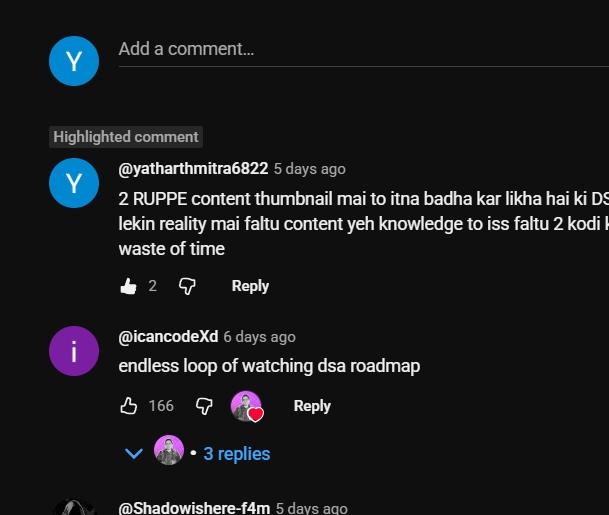 Y
Add a comment...
Highlighted comment
Y
@yatharthmitra6822 5 days ago
2 RUPPE content thumbnail mai to itna badha kar likha hai ki DS
lekin reality mai faltu content yeh knowledge to iss faltu 2 kodi
waste of time
2
Reply
i
@icancodeXd 6 days ago
endless loop of watching dsa roadmap
166
Reply
• 3 replies
@Shadowishere-f4m 5 days ago